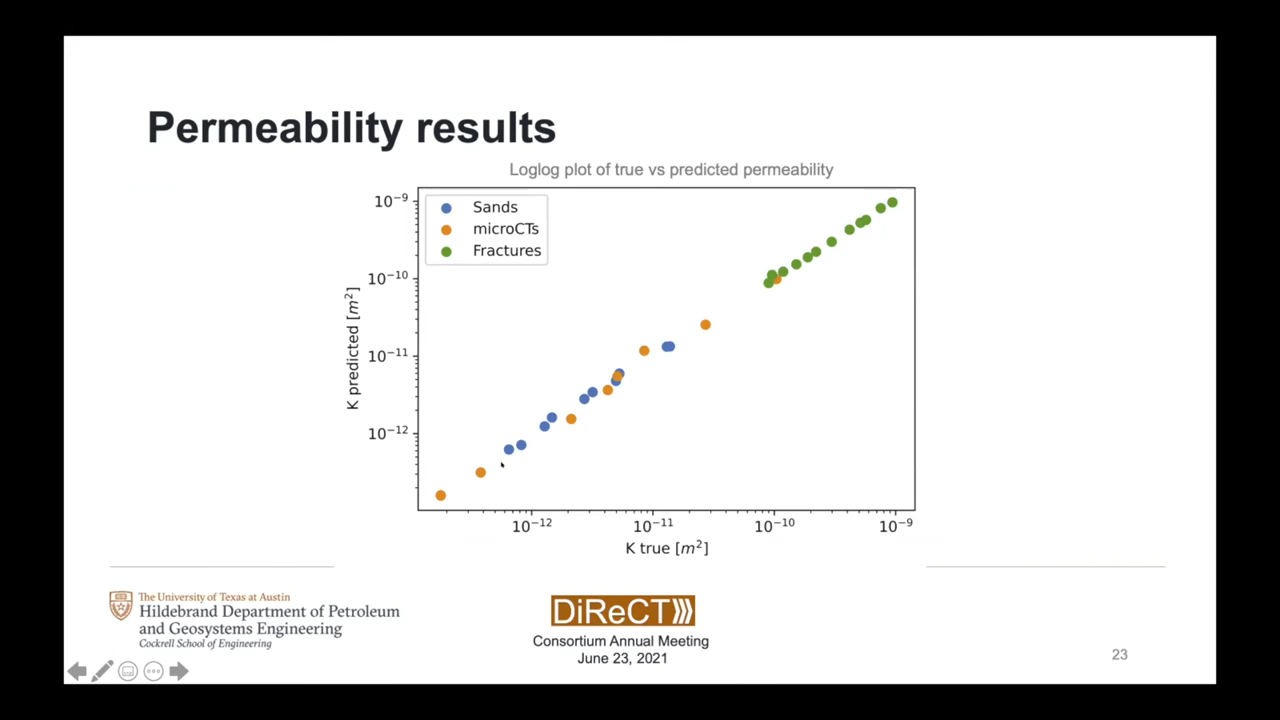 Permeability results
Loglog plot of true vs predicted permeability
Sands
microCTs
Fractures
10⁻⁹
10⁻¹⁰
10⁻¹¹
10⁻¹²
K predicted [m²]
10⁻¹² 10⁻¹¹ 10⁻¹⁰ 10⁻⁹
K true [m²]
The University of Texas at Austin
Hildebrand Department of Petroleum
and Geosystems Engineering
Cockrell School of Engineering
DiReCT
Consortium Annual Meeting
June 23, 2021
23